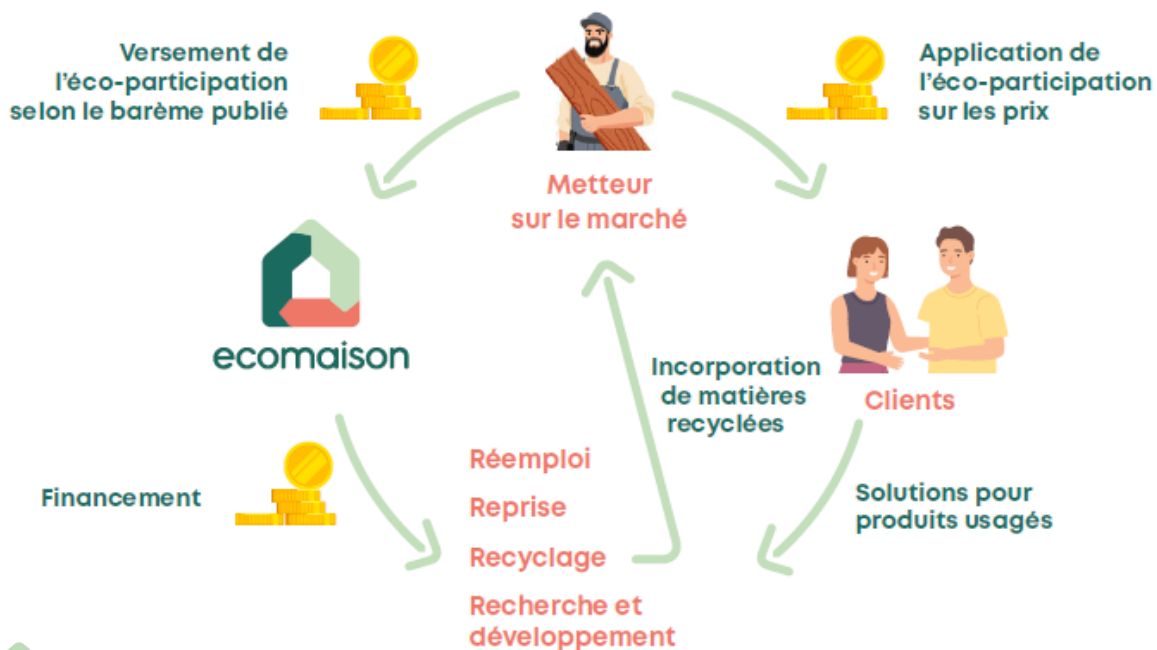 Versement de
l'éco-participation
selon le barème publié
Application de
l'éco-participation
sur les prix
Metteur
sur le marché
ecomaison
Incorporation
de matières
recyclées
Clients
Financement
Réemploi
Reprise
Recyclage
Recherche et
développement
Solutions pour
produits usagés